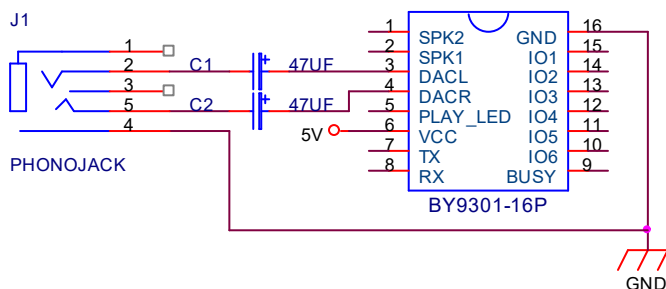 J1
1
2 C1 47UF
3
5 C2 47UF
4
PHONOJACK
5V
1 SPK2 GND 16
2 SPK1 IO1 15
3 DACL IO2 14
4 DACR IO3 13
5 PLAY_LED IO4 12
6 VCC IO5 11
7 TX IO6 10
8 RX BUSY 9
BY9301-16P
GND